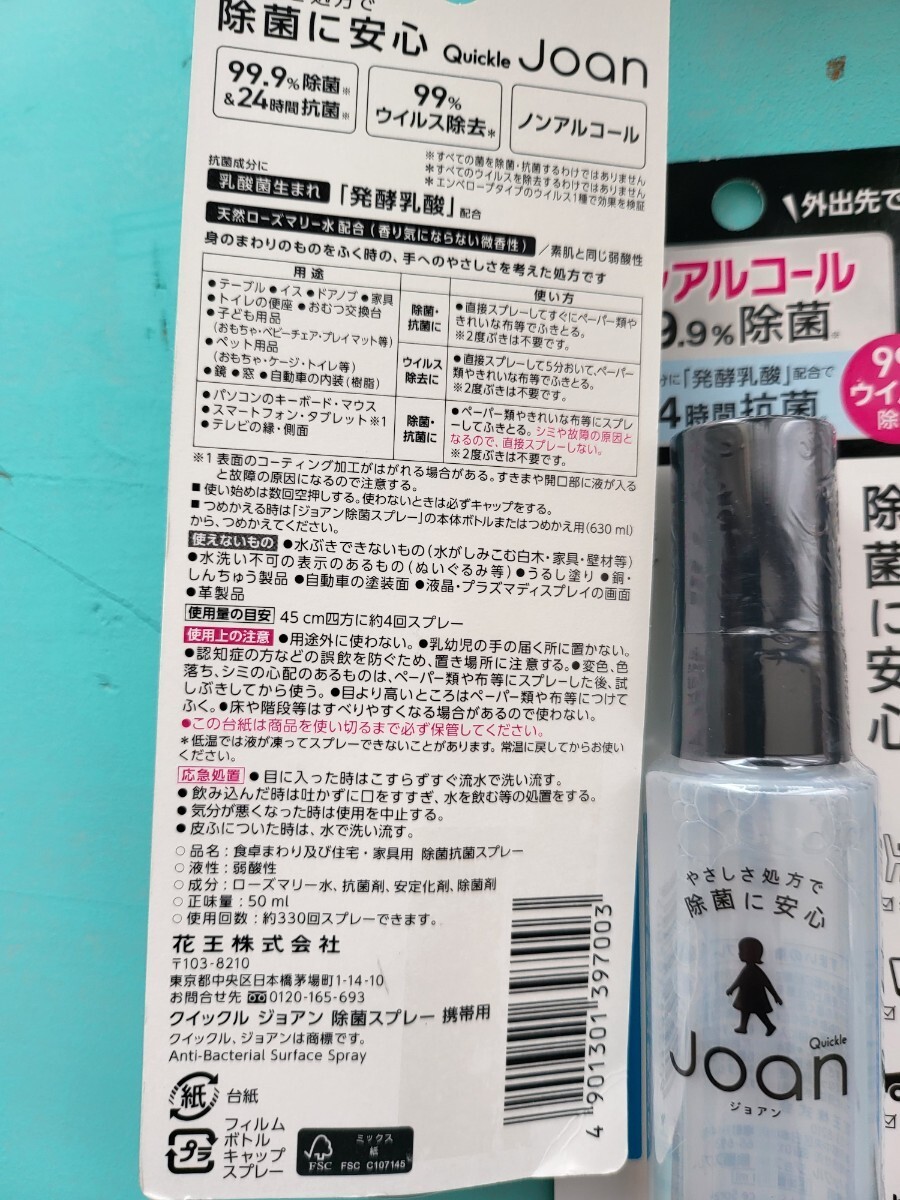 処方で
除菌に安心 Quickle Joan
99.9%除菌※
&24時間抗菌※
99%
ウイルス除去*
ノンアルコール
※すべての菌を除菌・抗菌するわけではありません
*すべてのウイルスを除去するわけではありません
*エンベロープタイプのウイルス1種で効果を検証
抗菌成分に
乳酸菌生まれ 「発酵乳酸」配合
天然ローズマリー水配合(香り気にならない微香性) /素肌と同じ弱酸性
身のまわりのものをふく時の、手へのやさしさを考えた処方です
用途
使い方
●テーブル ●イス ●ドアノブ ●家具
●トイレの便座 ●おむつ交換台
●子ども用品
(おもちゃ・ベビーチェア・プレイマット等)
●ペット用品
(おもちゃ・ケージ・トイレ等)
●鏡 ●窓 ●自動車の内装(樹脂)
除菌・
抗菌に
●直接スプレーしてすぐにペーパー類や
きれいな布等でふきとる。
※2度ぶきは不要です。
ウイルス
除去に
●直接スプレーして5分おいて、ペーパー
類やきれいな布等でふきとる。
※2度ぶきは不要です。
●パソコンのキーボード・マウス
●スマートフォン・タブレット※1
●テレビの縁・側面
除菌・
抗菌に
●ペーパー類やきれいな布等にスプレ
ーしてふきとる。シミや故障の原因と
なるので、直接スプレーしない。
※2度ぶきは不要です。
※1 表面のコーティング加工がはがれる場合がある。すきまや開口部に液が入る
と故障の原因になるので注意する。
■使い始めは数回空押しする。使わないときは必ずキャップをする。
■つめかえる時は「ジョアン除菌スプレー」の本体ボトルまたはつめかえ用(630 ml)
から、つめかえてください。
使えないもの ●水ぶきできないもの(水がしみこむ白木・家具・壁材等)
●水洗い不可の表示のあるもの(ぬいぐるみ等) ●うるし塗り ●銅・
しんちゅう製品 ●自動車の塗装面 ●液晶・プラズマディスプレイの画面
●革製品
使用量の目安 45 cm四方に約4回スプレー
使用上の注意 ●用途外に使わない。●乳幼児の手の届く所に置かない。
●認知症の方などの誤飲を防ぐため、置き場所に注意する。●変色、色
落ち、シミの心配のあるものは、ペーパー類や布等にスプレーした後、試
しぶきしてから使う。●目より高いところはペーパー類や布等につけて
ふく。●床や階段等はすべりやすくなる場合があるので使わない。
●この台紙は商品を使い切るまで必ず保管してください。
*低温では液が凍ってスプレーできないことがあります。常温に戻してからお使い
ください。
応急処置 ●目に入った時はこすらずすぐ流水で洗い流す。
●飲み込んだ時は吐かずに口をすすぎ、水を飲む等の処置をする。
●気分が悪くなった時は使用を中止する。
●皮ふについた時は、水で洗い流す。
○品名:食卓まわり及び住宅・家具用 除菌抗菌スプレー
○液性:弱酸性
○成分:ローズマリー水、抗菌剤、安定化剤、除菌剤
○正味量:50 ml
○使用回数:約330回スプレーできます。
花王株式会社
〒103-8210
東京都中央区日本橋茅場町1-14-10
お問合せ先 0120-165-693
クイックル ジョアン 除菌スプレー 携帯用
クイックル、ジョアンは商標です。
Anti-Bacterial Surface Spray
紙 台紙
プラ
フィルム
ボトル
キャップ
スプレー
FSC
ミックス
紙
FSC C107145
4 901301 397003
\外出先で
アルコール
9.9%除菌※
に「発酵乳酸」配合で
4時間抗菌
99
ウイル
除
除菌に安心
やさしさ処方で
除菌に安心
Quickle
Joan
ジョアン